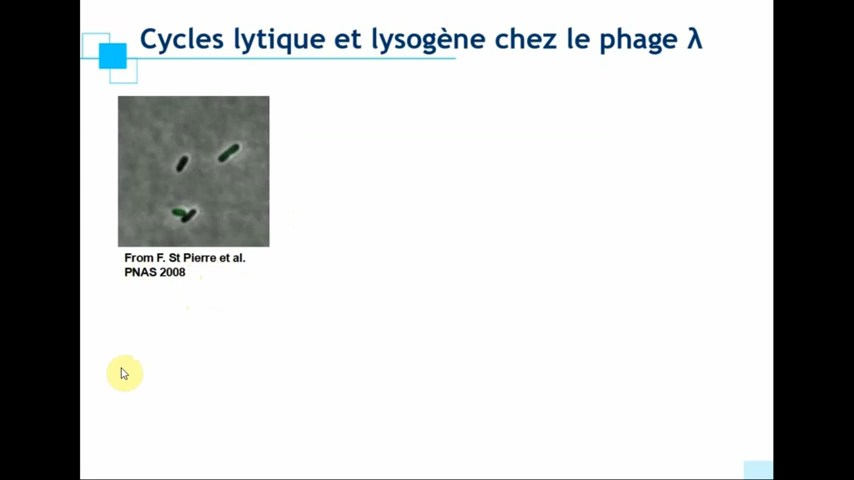 Cycles lytique et lysogène chez le phage λ
From F. St Pierre et al.
PNAS 2008